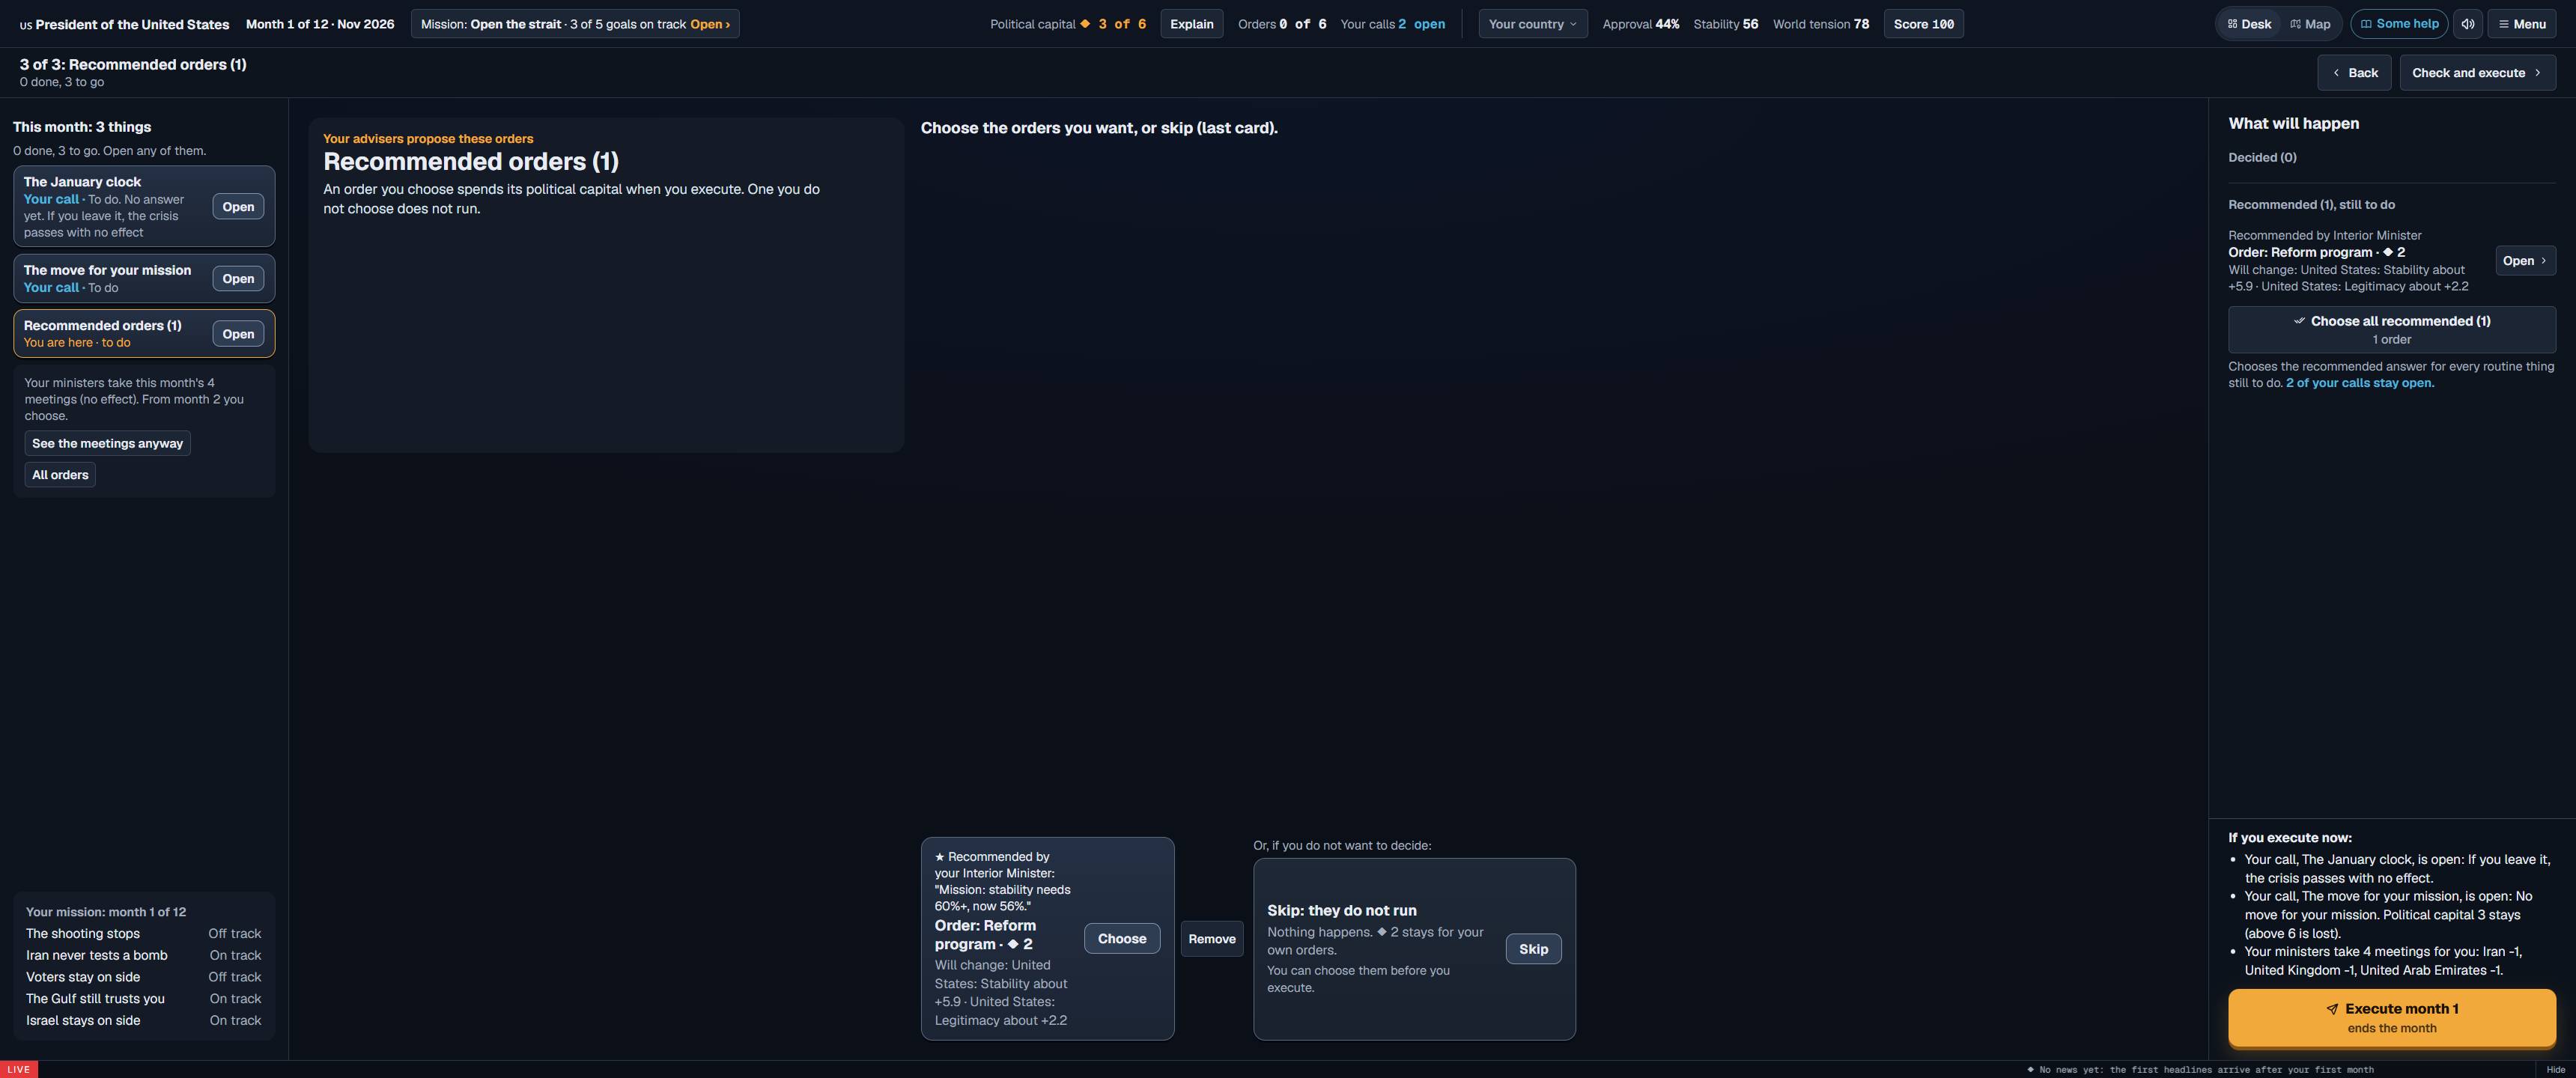 US President of the United States
Month 1 of 12 · Nov 2026
Mission: Open the strait · 3 of 5 goals on track Open ›
Political capital ◆ 3 of 6
Explain
Orders 0 of 6
Your calls 2 open
Your country
Approval 44%
Stability 56
World tension 78
Score 100
Desk
Map
Some help
Menu
3 of 3: Recommended orders (1)
0 done, 3 to go
‹ Back
Check and execute ›
This month: 3 things
0 done, 3 to go. Open any of them.
The January clock
Your call · To do. No answer
yet. If you leave it, the crisis
passes with no effect
Open
The move for your mission
Your call · To do
Open
Recommended orders (1)
You are here · to do
Open
Your ministers take this month's 4
meetings (no effect). From month 2 you
choose.
See the meetings anyway
All orders
Your mission: month 1 of 12
The shooting stops Off track
Iran never tests a bomb On track
Voters stay on side Off track
The Gulf still trusts you On track
Israel stays on side On track
Your advisers propose these orders
Recommended orders (1)
An order you choose spends its political capital when you execute. One you do
not choose does not run.
Choose the orders you want, or skip (last card).
★ Recommended by
your Interior Minister:
"Mission: stability needs
60%+, now 56%."
Order: Reform
program · ◆ 2
Will change: United
States: Stability about
+5.9 · United States:
Legitimacy about +2.2
Choose
Remove
Or, if you do not want to decide:
Skip: they do not run
Nothing happens. ◆ 2 stays for your
own orders.
You can choose them before you
execute.
Skip
What will happen
Decided (0)
Recommended (1), still to do
Recommended by Interior Minister
Order: Reform program · ◆ 2
Will change: United States: Stability about
+5.9 · United States: Legitimacy about +2.2
Open ›
Choose all recommended (1)
1 order
Chooses the recommended answer for every routine thing
still to do. 2 of your calls stay open.
If you execute now:
• Your call, The January clock, is open: If you leave it,
the crisis passes with no effect.
• Your call, The move for your mission, is open: No
move for your mission. Political capital 3 stays
(above 6 is lost).
• Your ministers take 4 meetings for you: Iran -1,
United Kingdom -1, United Arab Emirates -1.
Execute month 1
ends the month
LIVE
◆ No news yet: the first headlines arrive after your first month
Hide